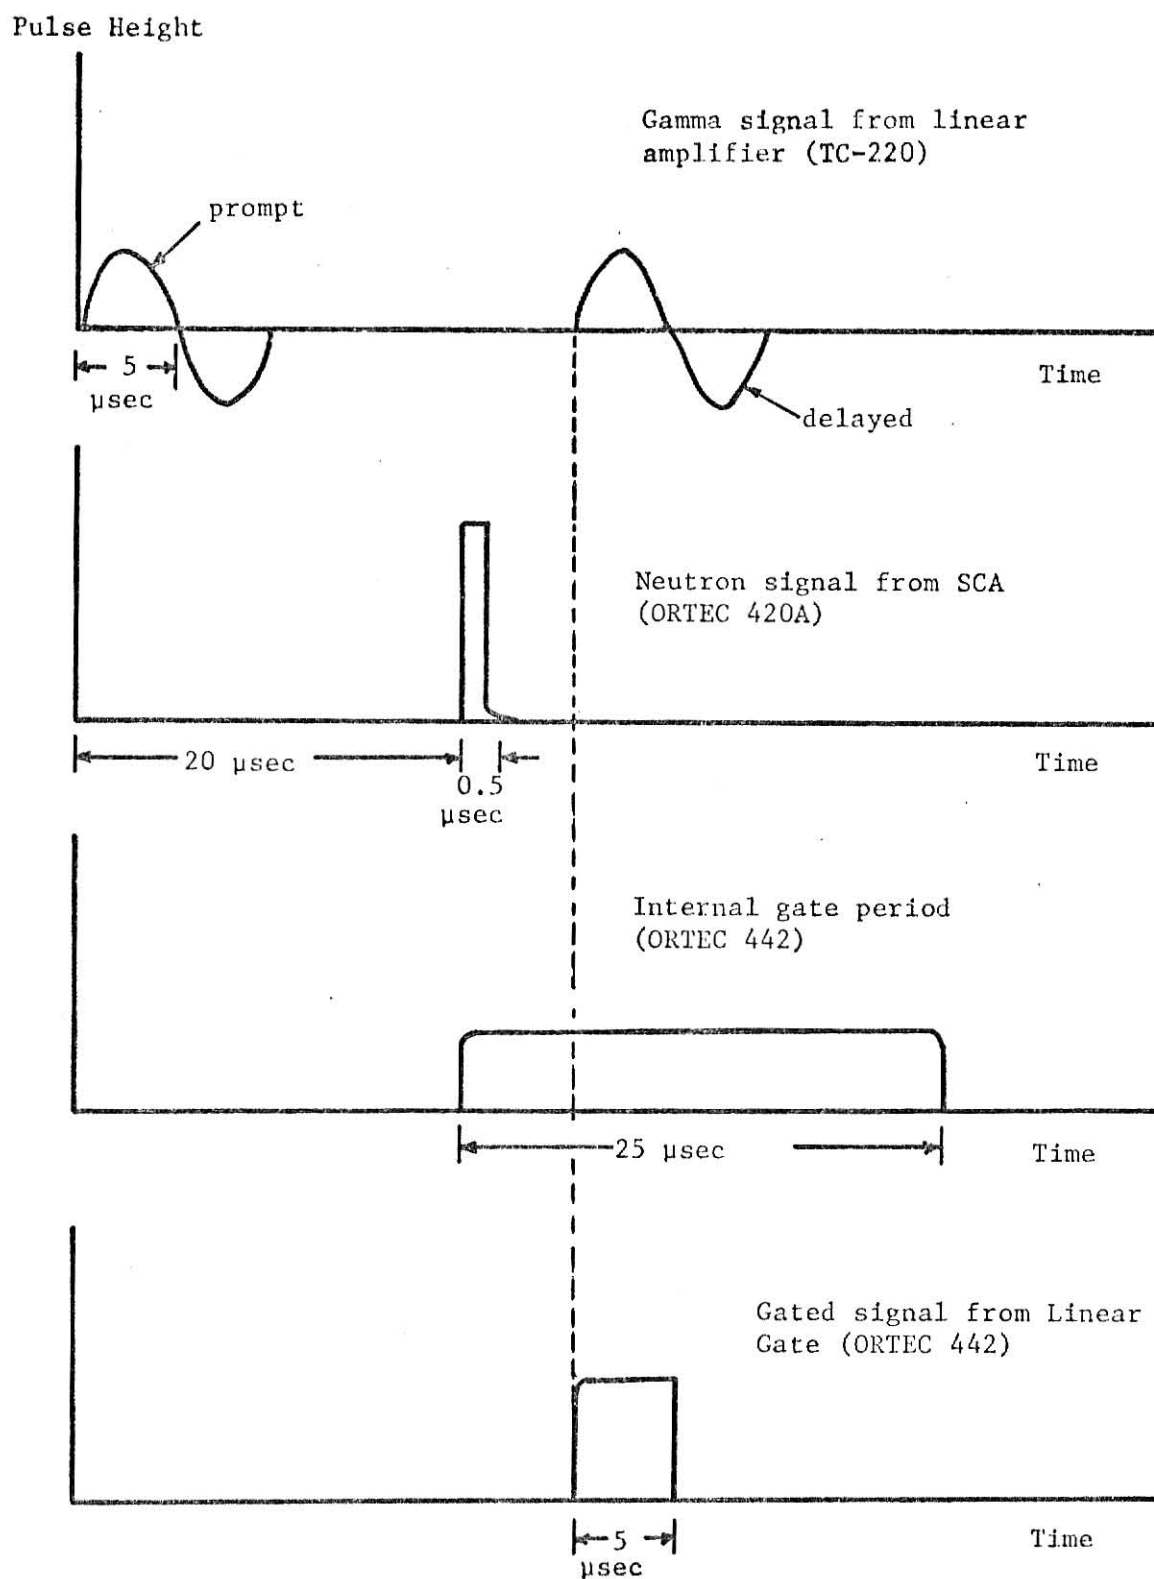 Pulse Height
Gamma signal from linear
amplifier (TC-220)
prompt
5
µsec
Time
delayed
Neutron signal from SCA
(ORTEC 420A)
20 µsec
0.5
µsec
Time
Internal gate period
(ORTEC 442)
25 µsec
Time
Gated signal from Linear
Gate (ORTEC 442)
5
µsec
Time